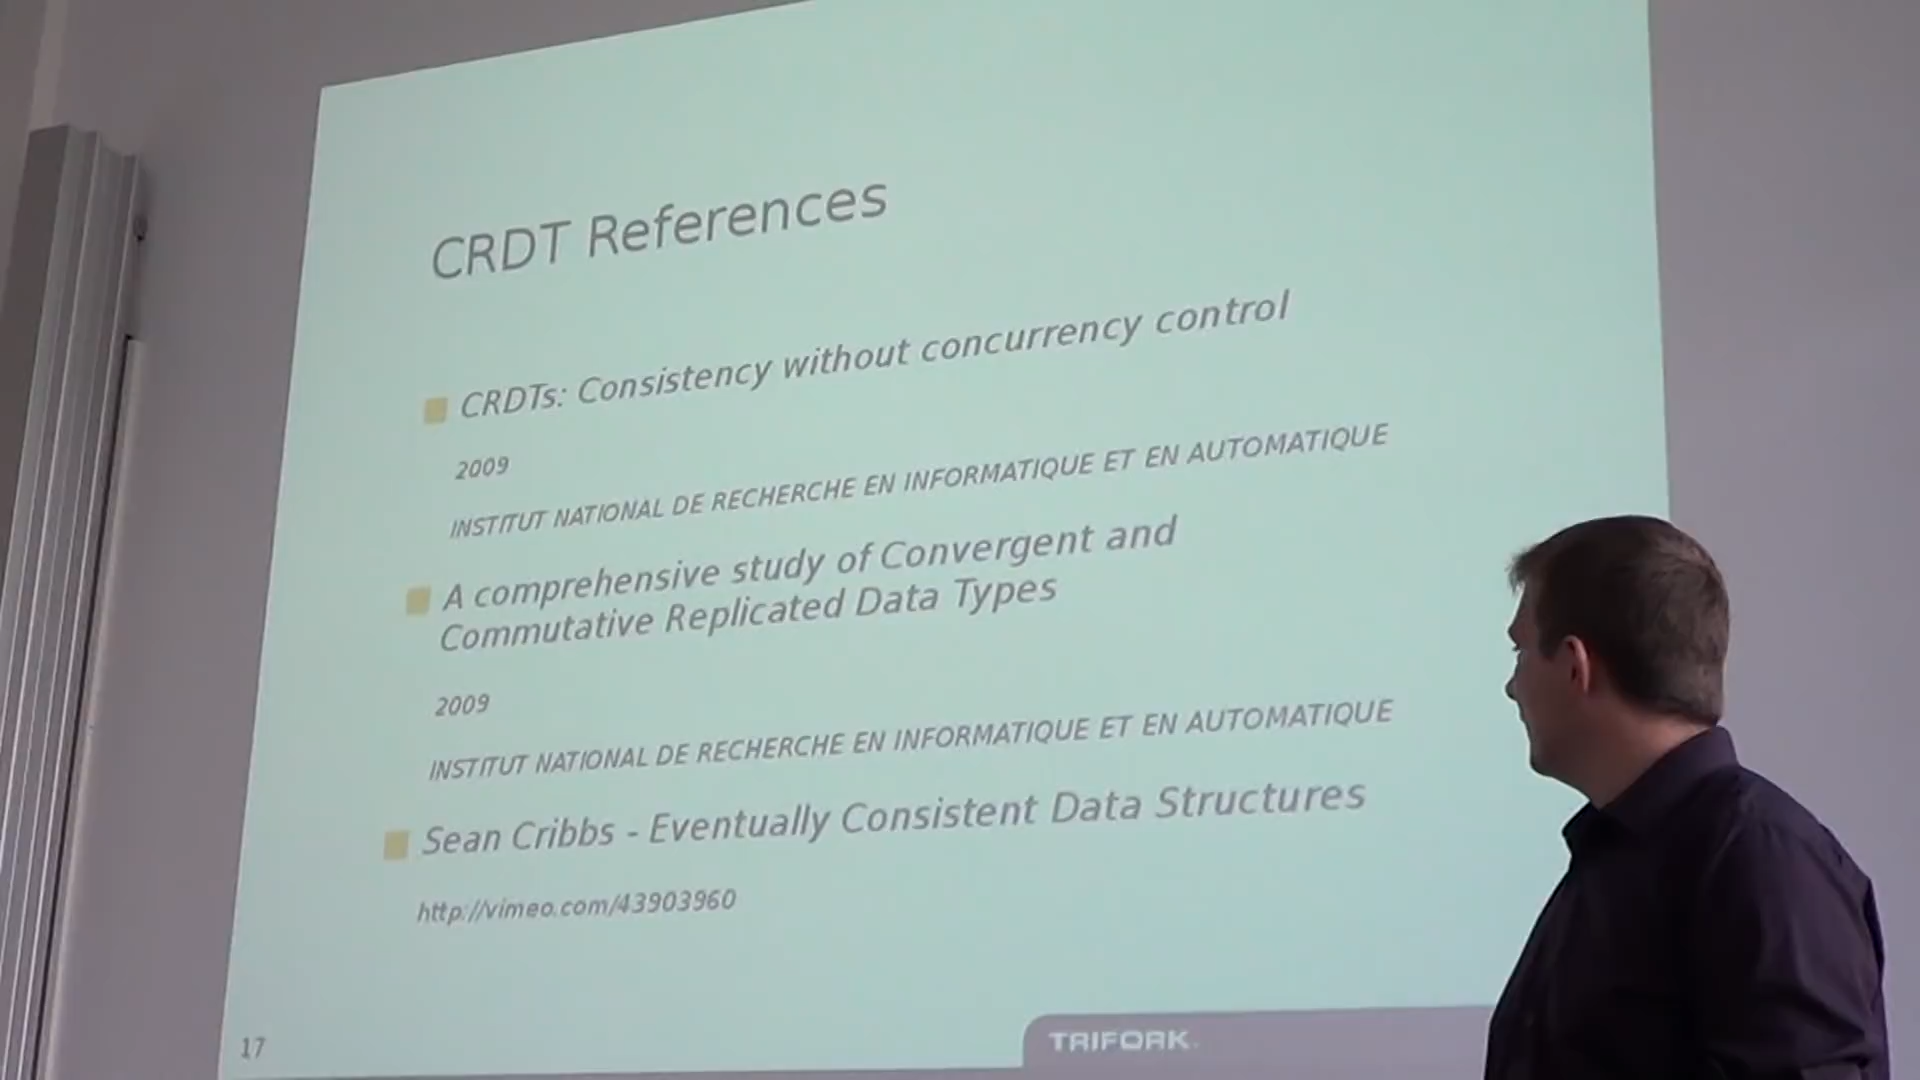 CRDT References
CRDTs: Consistency without concurrency control
2009
INSTITUT NATIONAL DE RECHERCHE EN INFORMATIQUE ET EN AUTOMATIQUE
A comprehensive study of Convergent and
Commutative Replicated Data Types
2009
INSTITUT NATIONAL DE RECHERCHE EN INFORMATIQUE ET EN AUTOMATIQUE
Sean Cribbs - Eventually Consistent Data Structures
http://vimeo.com/43903960
17
TRIFORK.